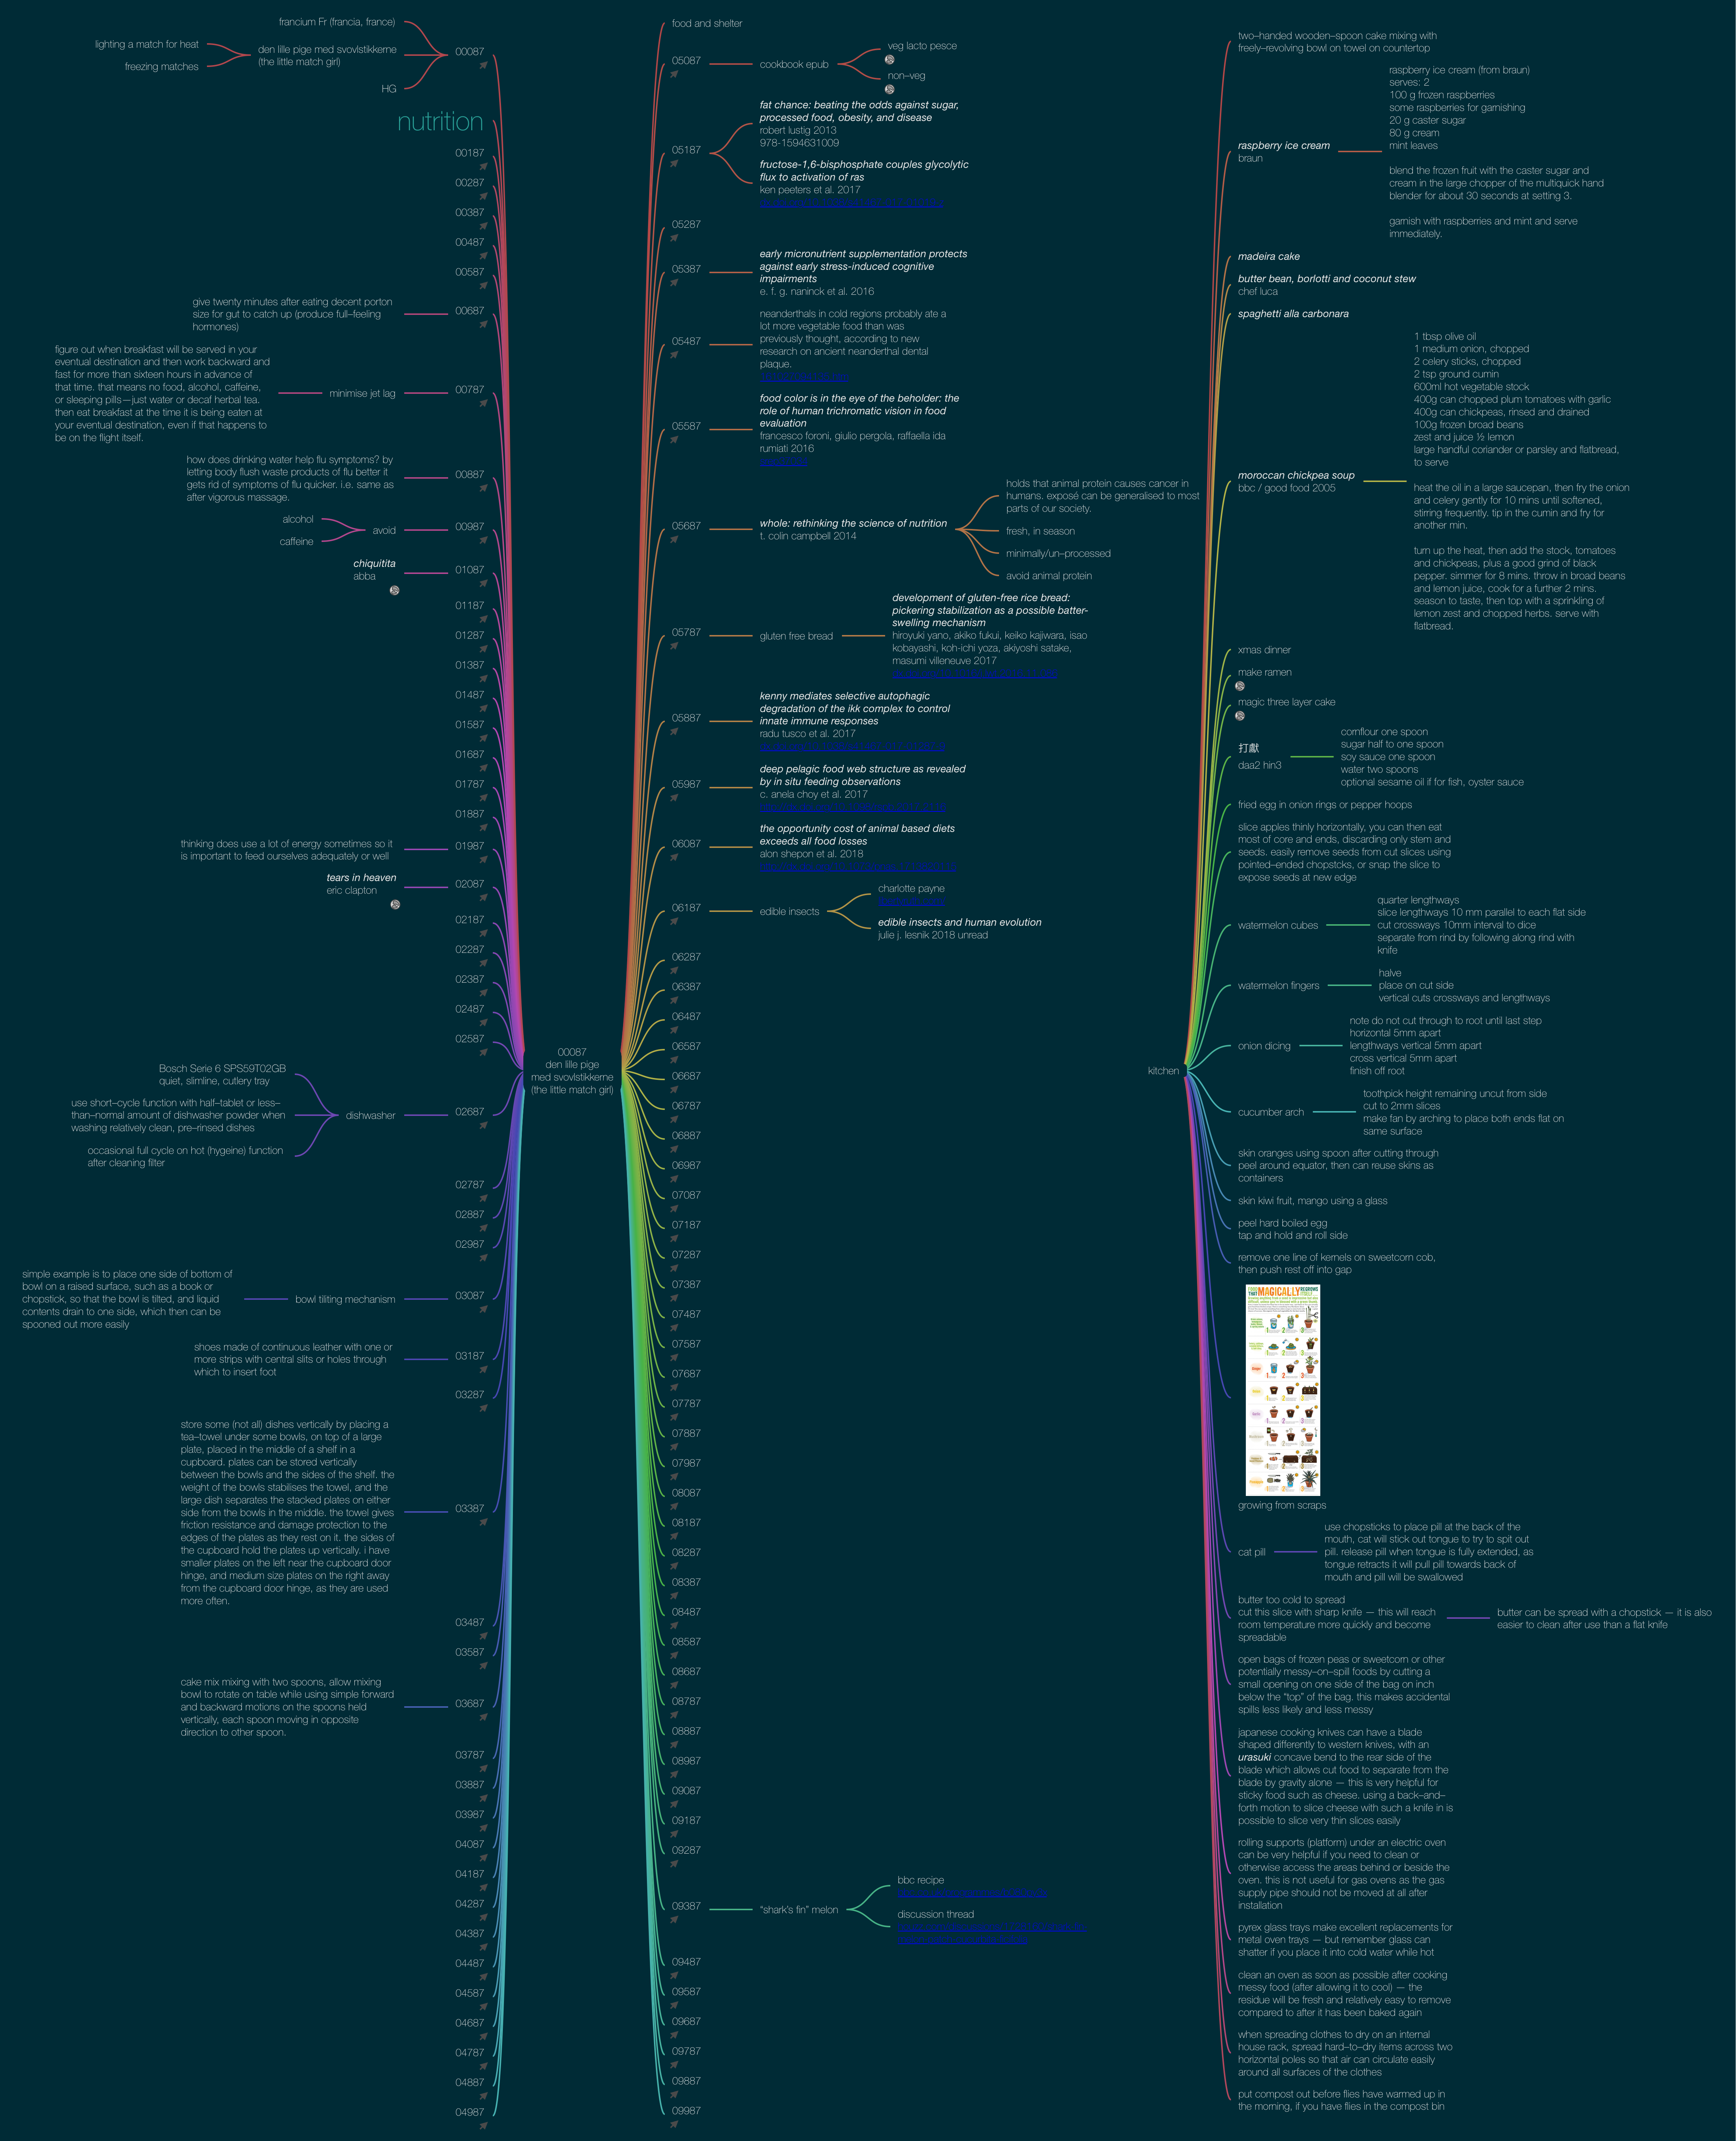 francium Fr (francia, france)
lighting a match for heat
freezing matches
den lille pige med svovlstikkerne
(the little match girl)
HG
00087
nutrition
00187
00287
00387
00487
00587
give twenty minutes after eating decent porton
size for gut to catch up (produce full–feeling
hormones)
00687
figure out when breakfast will be served in your
eventual destination and then work backward and
fast for more than sixteen hours in advance of
that time. that means no food, alcohol, caffeine,
or sleeping pills—just water or decaf herbal tea.
then eat breakfast at the time it is being eaten at
your eventual destination, even if that happens to
be on the flight itself.
minimise jet lag
00787
how does drinking water help flu symptoms? by
letting body flush waste products of flu better it
gets rid of symptoms of flu quicker. i.e. same as
after vigorous massage.
00887
alcohol
caffeine
avoid
00987
chiquitita
abba
01087
01187
01287
01387
01487
01587
01687
01787
01887
thinking does use a lot of energy sometimes so it
is important to feed ourselves adequately or well
01987
tears in heaven
eric clapton
02087
02187
02287
02387
02487
02587
Bosch Serie 6 SPS59T02GB
quiet, slimline, cutlery tray
use short–cycle function with half–tablet or less–
than–normal amount of dishwasher powder when
washing relatively clean, pre–rinsed dishes
occasional full cycle on hot (hygeine) function
after cleaning filter
dishwasher
02687
02787
02887
02987
simple example is to place one side of bottom of
bowl on a raised surface, such as a book or
chopstick, so that the bowl is tilted, and liquid
contents drain to one side, which then can be
spooned out more easily
bowl tiliting mechanism
03087
shoes made of continuous leather with one or
more strips with central slits or holes through
which to insert foot
03187
03287
store some (not all) dishes vertically by placing a
tea–towel under some bowls, on top of a large
plate, placed in the middle of a shelf in a
cupboard. plates can be stored vertically
between the bowls and the sides of the shelf. the
weight of the bowls stabilises the towel, and the
large dish separates the stacked plates on either
side from the bowls in the middle. the towel gives
friction resistance and damage protection to the
edges of the plates as they rest on it. the sides of
the cupboard hold the plates up vertically. i have
smaller plates on the left near the cupboard door
hinge, and medium size plates on the right away
from the cupboard door hinge, as they are used
more often.
03387
03487
03587
cake mix mixing with two spoons, allow mixing
bowl to rotate on table while using simple forward
and backward motions on the spoons held
vertically, each spoon moving in opposite
direction to other spoon.
03687
03787
03887
03987
04087
04187
04287
04387
04487
04587
04687
04787
04887
04987
00087
den lille pige
med svovlstikkerne
(the little match girl)
food and shelter
05087
cookbook epub
veg lacto pesce
non–veg
05187
fat chance: beating the odds against sugar,
processed food, obesity, and disease
robert lustig 2013
978-1594631009
fructose-1,6-bisphosphate couples glycolytic
flux to activation of ras
ken peeters et al. 2017
05287
05387
early micronutrient supplementation protects
against early stress-induced cognitive
impairments
e. f. g. naninck et al. 2016
05487
neanderthals in cold regions probably ate a
lot more vegetable food than was
previously thought, according to new
research on ancient neanderthal dental
plaque.
05587
food color is in the eye of the beholder: the
role of human trichromatic vision in food
evaluation
francesco foroni, giulio pergola, raffaella ida
rumiati 2016
05687
whole: rethinking the science of nutrition
t. colin campbell 2014
holds that animal protein causes cancer in
humans. exposé can be generalised to most
parts of our society.
fresh, in season
minimally/un–processed
avoid animal protein
05787
gluten free bread
development of gluten-free rice bread:
pickering stabilization as a possible batter-
swelling mechanism
hiroyuki yano, akiko fukui, keiko kajiwara, isao
kobayashi, koh-ichi yoza, akiyoshi satake,
masumi villeneuve 2017
05887
kenny mediates selective autophagic
degradation of the ikk complex to control
innate immune responses
radu tusco et al. 2017
05987
deep pelagic food web structure as revealed
by in situ feeding observations
c. anela choy et al. 2017
06087
the opportunity cost of animal based diets
exceeds all food losses
alon shepon et al. 2018
06187
edible insects
charlotte payne
edible insects and human evolution
julie j. lesnik 2018 unread
06287
06387
06487
06587
06687
06787
06887
06987
07087
07187
07287
07387
07487
07587
07687
07787
07887
07987
08087
08187
08287
08387
08487
08587
08687
08787
08887
08987
09087
09187
09287
09387
"shark's fin" melon
bbc recipe
discussion thread
09487
09587
09687
09787
09887
09987
kitchen
two–handed wooden–spoon cake mixing with
freely–revolving bowl on towel on countertop
raspberry ice cream
braun
raspberry ice cream (from braun)
serves: 2
100 g frozen raspberries
some raspberries for garnishing
20 g caster sugar
80 g cream
mint leaves
blend the frozen fruit with the caster sugar and
cream in the large chopper of the multiquick hand
blender for about 30 seconds at setting 3.
garnish with raspberries and mint and serve
immediately.
madeira cake
butter bean, borlotti and coconut stew
chef luca
spaghetti alla carbonara
moroccan chickpea soup
bbc / good food 2005
1 tbsp olive oil
1 medium onion, chopped
2 celery sticks, chopped
2 tsp ground cumin
600ml hot vegetable stock
400g can chopped plum tomatoes with garlic
400g can chickpeas, rinsed and drained
100g frozen broad beans
zest and juice ½ lemon
large handful coriander or parsley and flatbread,
to serve
heat the oil in a large saucepan, then fry the onion
and celery gently for 10 mins until softened,
stirring frequently. tip in the cumin and fry for
another min.
turn up the heat, then add the stock, tomatoes
and chickpeas, plus a good grind of black
pepper. simmer for 8 mins. throw in broad beans
and lemon juice, cook for a further 2 mins.
season to taste, then top with a sprinkling of
lemon zest and chopped herbs. serve with
flatbread.
xmas dinner
make ramen
magic three layer cake
打獻
daa2 hin3
cornflour one spoon
sugar half to one spoon
soy sauce one spoon
water two spoons
optional sesame oil if for fish, oyster sauce
fried egg in onion rings or pepper hoops
slice apples thinly horizontally, you can then eat
most of core and ends, discarding only stem and
seeds. easily remove seeds from cut slices using
pointed–ended chopstcks, or snap the slice to
expose seeds at new edge
watermelon cubes
quarter lengthways
slice lengthways 10 mm parallel to each flat side
cut crossways 10mm interval to dice
separate from rind by following along rind with
knife
watermelon fingers
halve
place on cut side
vertical cuts crossways and lengthways
onion dicing
note do not cut through to root until last step
horizontal 5mm apart
lengthways vertical 5mm apart
cross vertical 5mm apart
finish off root
cucumber arch
toothpick height remaining uncut from side
cut to 2mm slices
make fan by arching to place both ends flat on
same surface
skin oranges using spoon after cutting through
peel around equator, then can reuse skins as
containers
skin kiwi fruit, mango using a glass
peel hard boiled egg
tap and hold and roll side
remove one line of kernels on sweetcorn cob,
then push rest off into gap
THAT MAGICALLY REGROWS
growing from scraps
cat pill
use chopsticks to place pill at the back of the
mouth, cat will stick out tongue to try to spit out
pill. release pill when tongue is fully extended, as
tongue retracts it will pull pill towards back of
mouth and pill will be swallowed
butter too cold to spread
cut this slice with sharp knife — this will reach
room temperature more quickly and become
spreadable
butter can be spread with a chopstick — it is also
easier to clean after use than a flat knife
open bags of frozen peas or sweetcorn or other
potentially messy–on–spill foods by cutting a
small opening on one side of the bag on inch
below the "top" of the bag. this makes accidental
spills less likely and less messy
japanese cooking knives can have a blade
shaped differently to western knives, with an
urasuki concave bend to the rear side of the
blade which allows cut food to separate from the
blade by gravity alone — this is very helpful for
sticky food such as cheese. using a back–and–
forth motion to slice cheese with such a knife in is
possible to slice very thin slices easily
rolling supports (platform) under an electric oven
can be very helpful if you need to clean or
otherwise access the areas behind or beside the
oven. this is not useful for gas ovens as the gas
supply pipe should not be moved at all after
installation
pyrex glass trays make excellent replacements for
metal oven trays — but remember glass can
shatter if you place it into cold water while hot
clean an oven as soon as possible after cooking
messy food (after allowing it to cool) — the
residue will be fresh and relatively easy to remove
compared to after it has been baked again
when spreading clothes to dry on an internal
house rack, spread hard–to–dry items across two
horizontal poles so that air can circulate easily
around all surfaces of the clothes
put compost out before flies have warmed up in
the morning, if you have flies in the compost bin